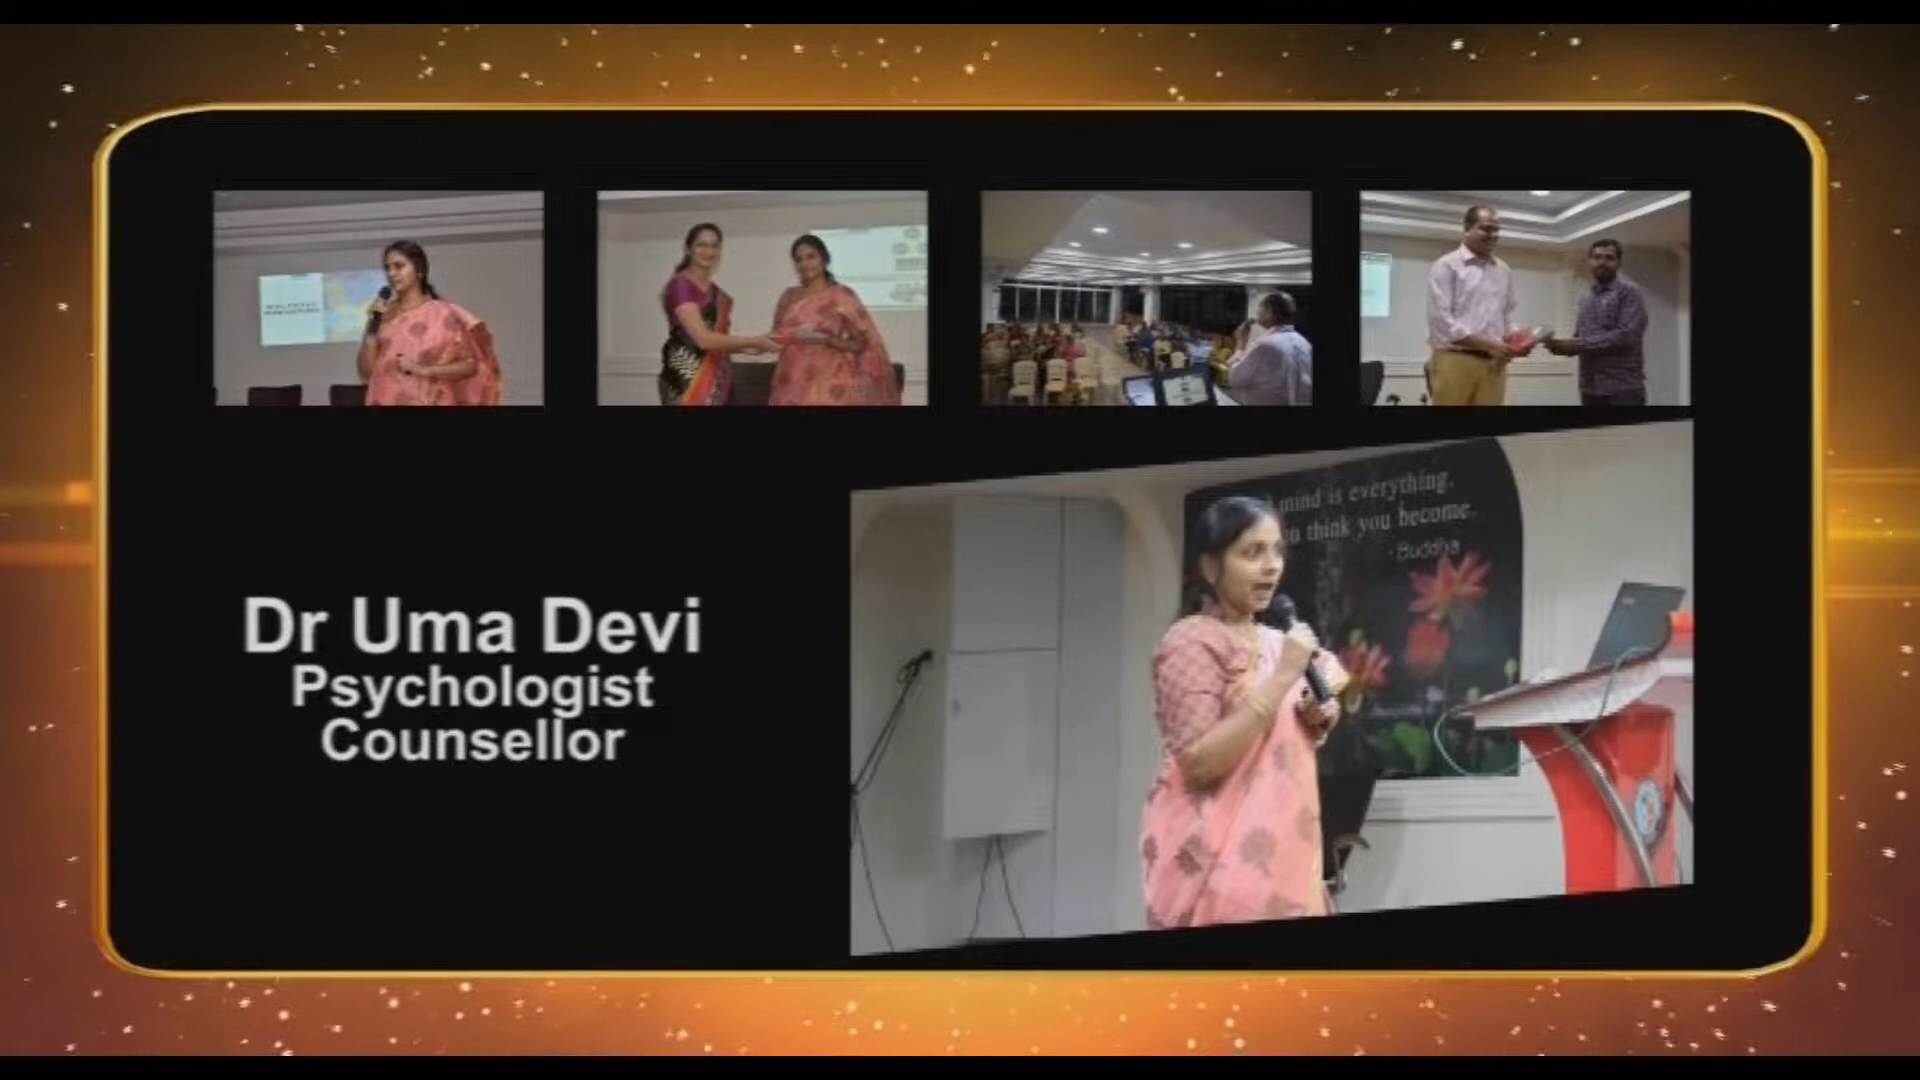 mind is everything.
think you become.
- Buddha
Dr Uma Devi
Psychologist
Counsellor